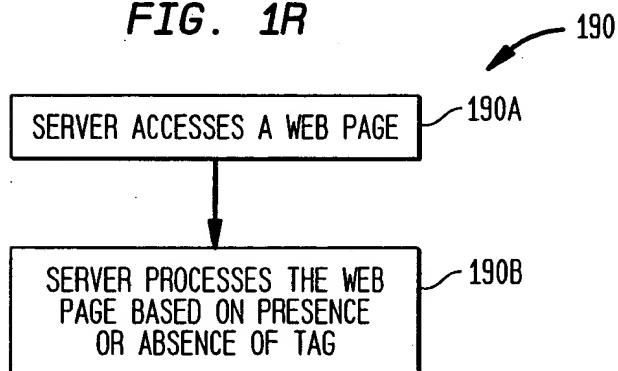 FIG. 1R
190
SERVER ACCESSES A WEB PAGE
190A
SERVER PROCESSES THE WEB
PAGE BASED ON PRESENCE
OR ABSENCE OF TAG
190B